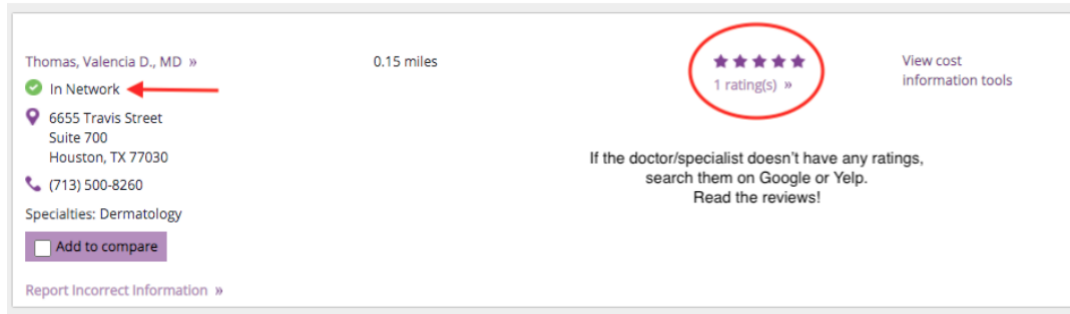 Thomas, Valencia D., MD »
0.15 miles
1 rating(s) »
View cost
information tools
In Network
6655 Travis Street
Suite 700
Houston, TX 77030
(713) 500-8260
Specialties: Dermatology
Add to compare
Report Incorrect Information »
If the doctor/specialist doesn't have any ratings,
search them on Google or Yelp.
Read the reviews!